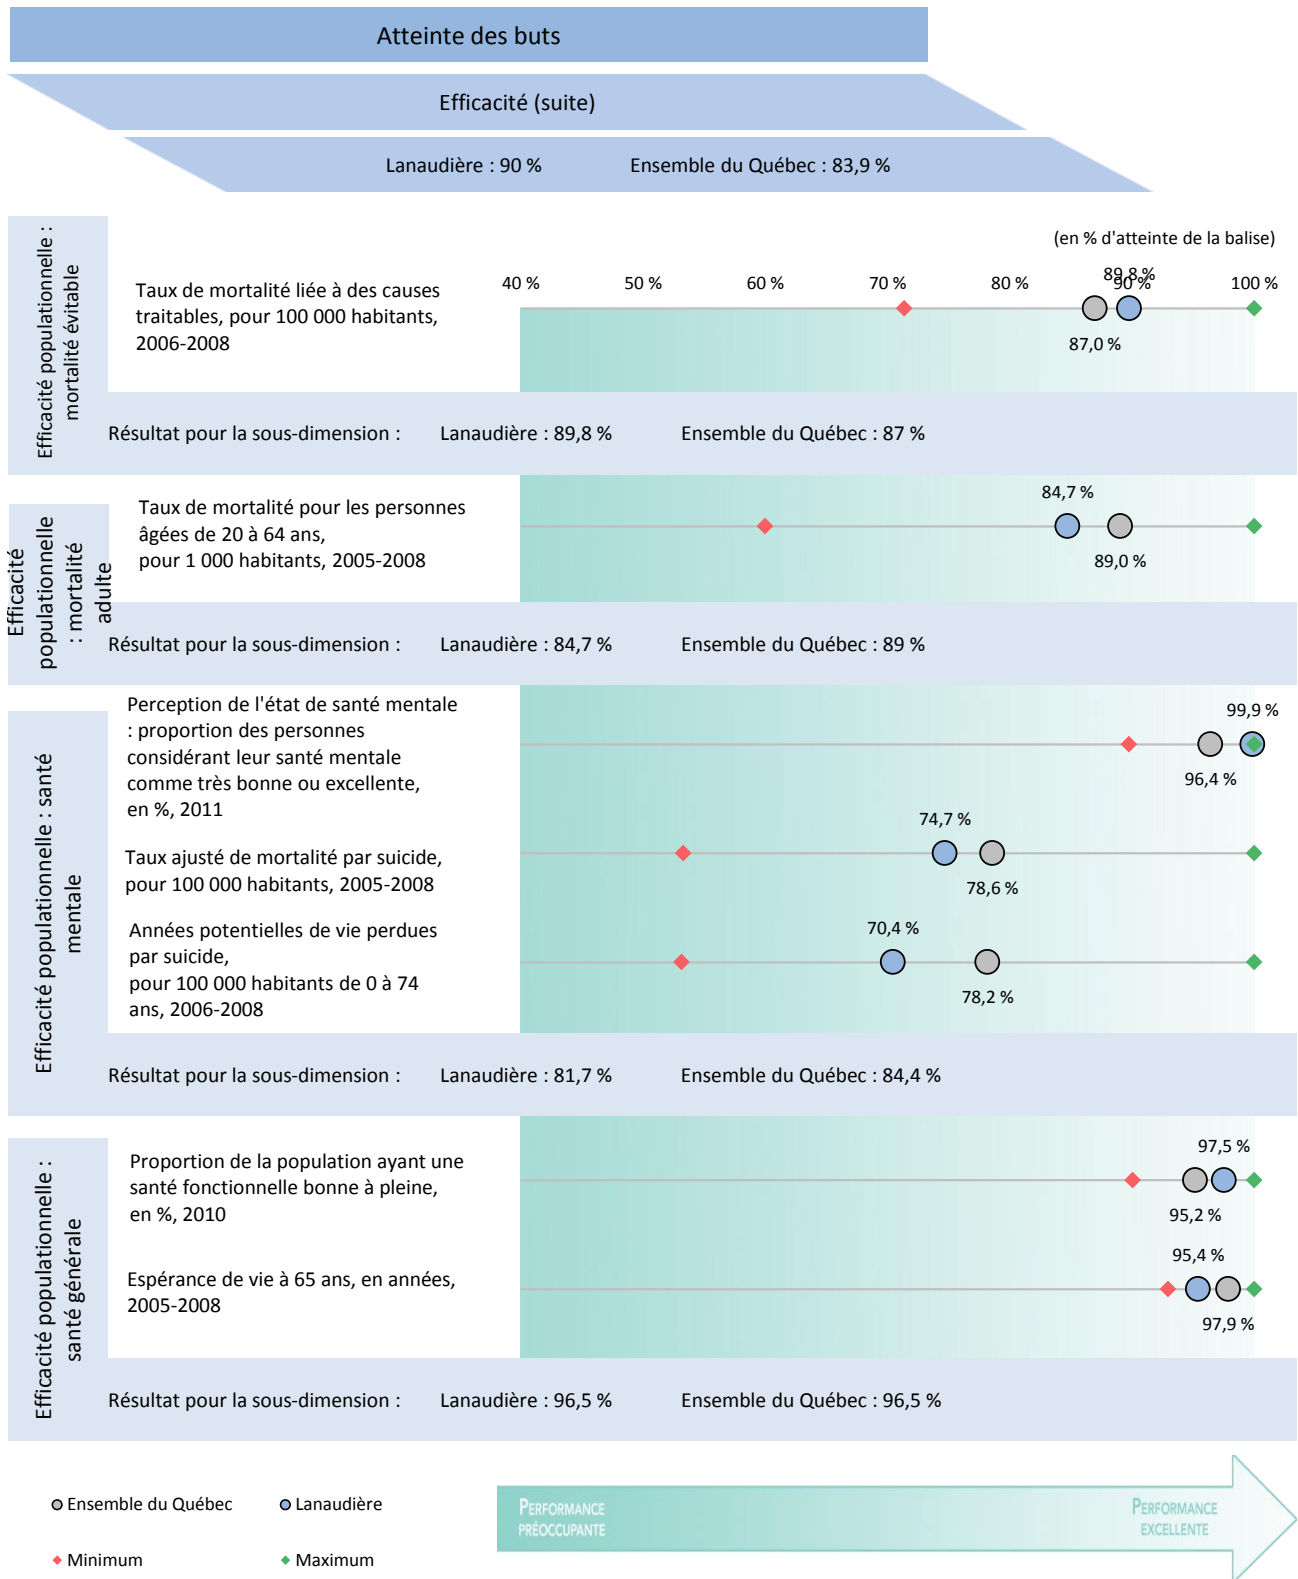 Atteinte des buts
Efficacité (suite)
Lanaudière : 90 % Ensemble du Québec : 83,9 %
Efficacité populationnelle :
mortalité évitable
(en % d'atteinte de la balise)
40 % 50 % 60 % 70 % 80 % 90 % 100 %
Taux de mortalité liée à des causes
traitables, pour 100 000 habitants,
2006-2008
89,8 %
87,0 %
Résultat pour la sous-dimension : Lanaudière : 89,8 % Ensemble du Québec : 87 %
Efficacité
populationnelle
: mortalité
adulte
Taux de mortalité pour les personnes
âgées de 20 à 64 ans,
pour 1 000 habitants, 2005-2008
84,7 %
89,0 %
Résultat pour la sous-dimension : Lanaudière : 84,7 % Ensemble du Québec : 89 %
Efficacité populationnelle : santé
mentale
Perception de l'état de santé mentale
: proportion des personnes
considérant leur santé mentale
comme très bonne ou excellente,
en %, 2011
99,9 %
96,4 %
Taux ajusté de mortalité par suicide,
pour 100 000 habitants, 2005-2008
74,7 %
78,6 %
Années potentielles de vie perdues
par suicide,
pour 100 000 habitants de 0 à 74
ans, 2006-2008
70,4 %
78,2 %
Résultat pour la sous-dimension : Lanaudière : 81,7 % Ensemble du Québec : 84,4 %
Efficacité populationnelle :
santé générale
Proportion de la population ayant une
santé fonctionnelle bonne à pleine,
en %, 2010
97,5 %
95,2 %
Espérance de vie à 65 ans, en années,
2005-2008
95,4 %
97,9 %
Résultat pour la sous-dimension : Lanaudière : 96,5 % Ensemble du Québec : 96,5 %
Ensemble du Québec Lanaudière
Minimum Maximum
PERFORMANCE
PRÉOCCUPANTE
PERFORMANCE
EXCELLENTE